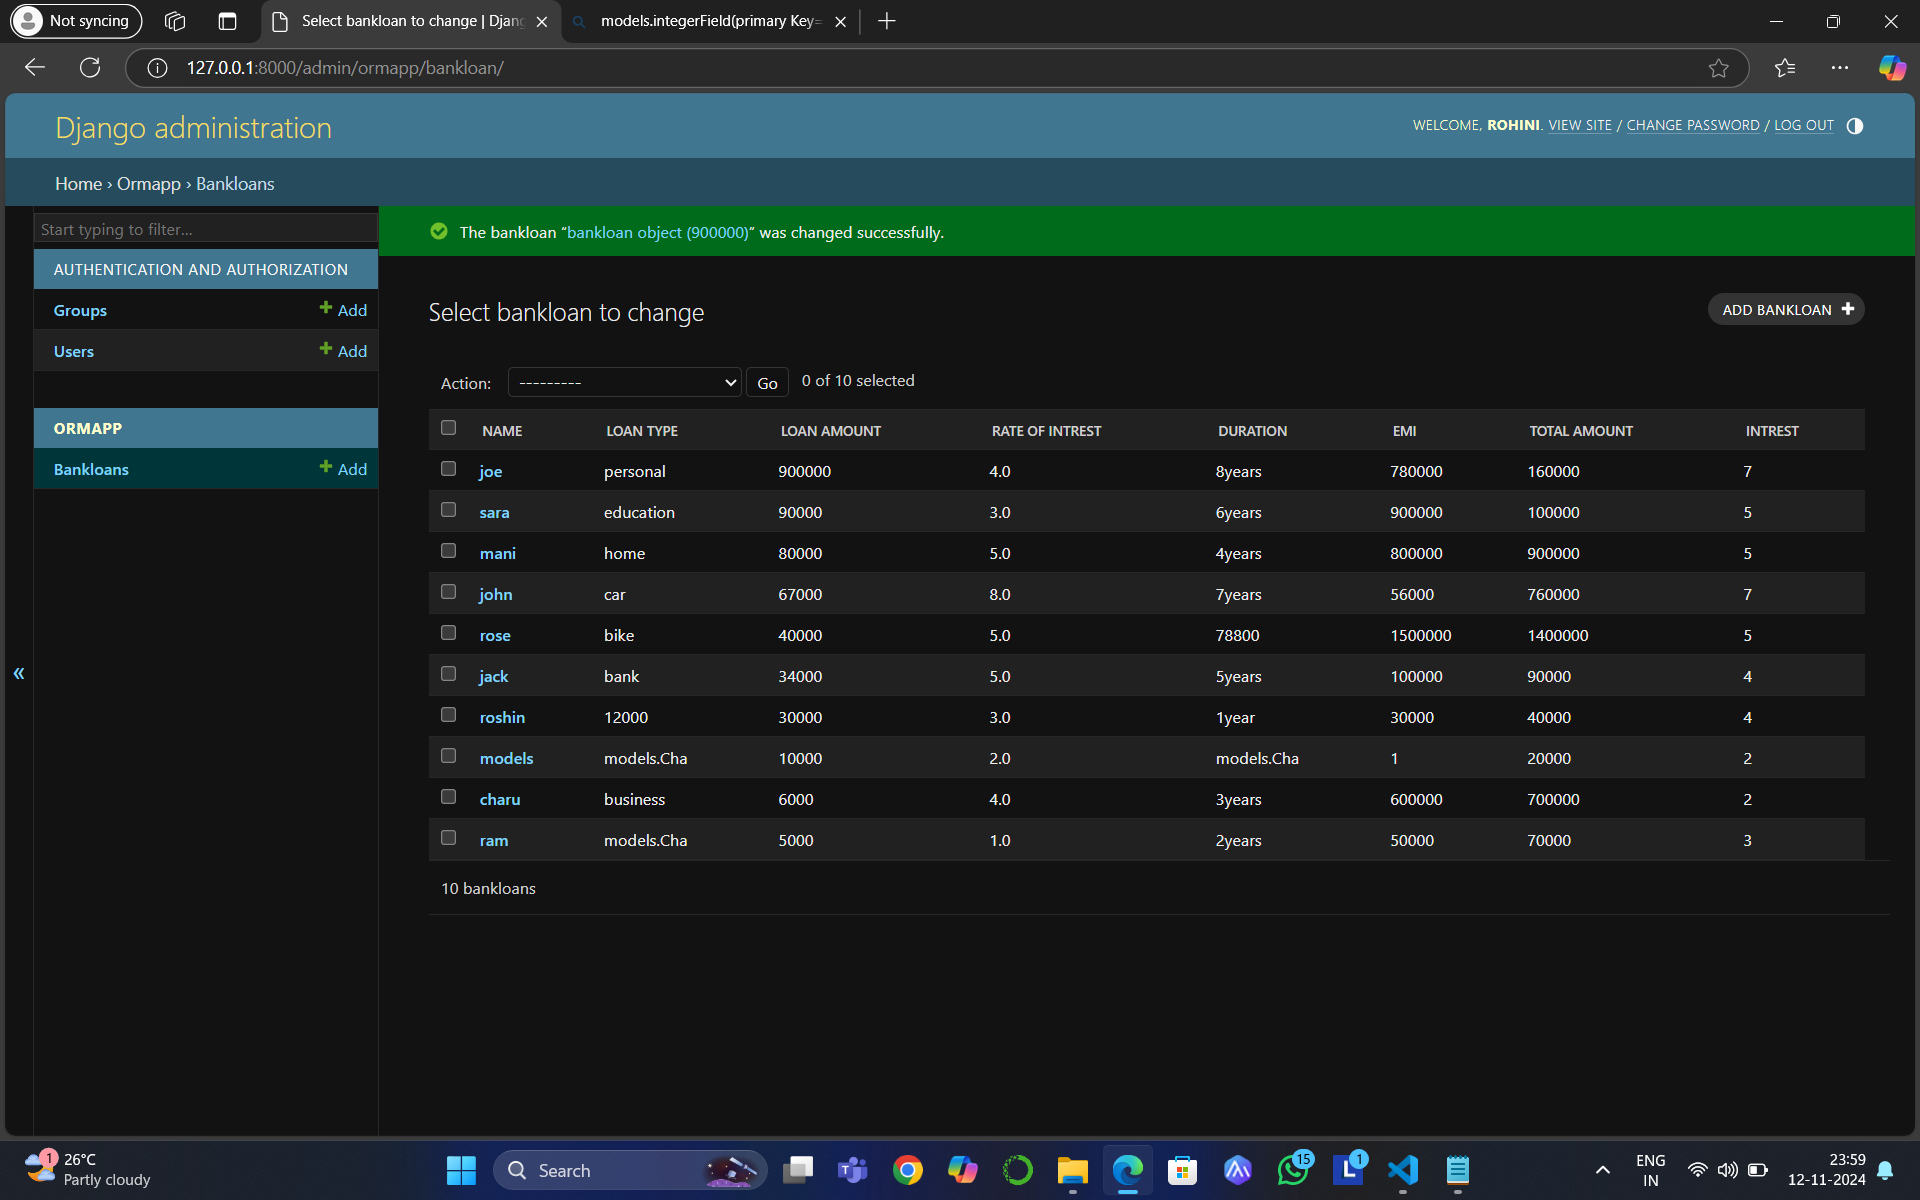 Not syncing
Select bankloan to change | Djang
models.integerField(primary Key=
127.0.0.1:8000/admin/ormapp/bankloan/
Django administration
WELCOME, ROHINI. VIEW SITE / CHANGE PASSWORD / LOG OUT
Home › Ormapp › Bankloans
Start typing to filter...
AUTHENTICATION AND AUTHORIZATION
Groups + Add
Users + Add
ORMAPP
Bankloans + Add
«
The bankloan “bankloan object (900000)” was changed successfully.
Select bankloan to change
ADD BANKLOAN +
Action: --------- Go 0 of 10 selected
NAME LOAN TYPE LOAN AMOUNT RATE OF INTREST DURATION EMI TOTAL AMOUNT INTREST
joe personal 900000 4.0 8years 780000 160000 7
sara education 90000 3.0 6years 900000 100000 5
mani home 80000 5.0 4years 800000 900000 5
john car 67000 8.0 7years 56000 760000 7
rose bike 40000 5.0 78800 1500000 1400000 5
jack bank 34000 5.0 5years 100000 90000 4
roshin 12000 30000 3.0 1year 30000 40000 4
models models.Cha 10000 2.0 models.Cha 1 20000 2
charu business 6000 4.0 3years 600000 700000 2
ram models.Cha 5000 1.0 2years 50000 70000 3
10 bankloans
1
26°C
Partly cloudy
Search
15
L 1
ENG
IN
23:59
12-11-2024